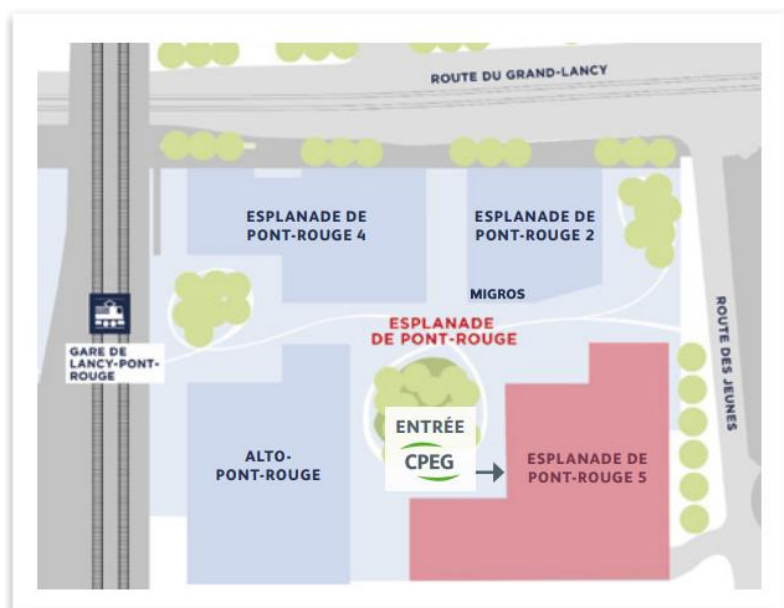 ROUTE DU GRAND-LANCY
ESPLANADE DE
PONT-ROUGE 4
ESPLANADE DE
PONT-ROUGE 2
MIGROS
ESPLANADE
DE PONT-ROUGE
GARE DE
LANCY-PONT-
ROUGE
ROUTE DES JEUNES
ENTRÉE
CPEG
ALTO-
PONT-ROUGE
ESPLANADE DE
PONT-ROUGE 5